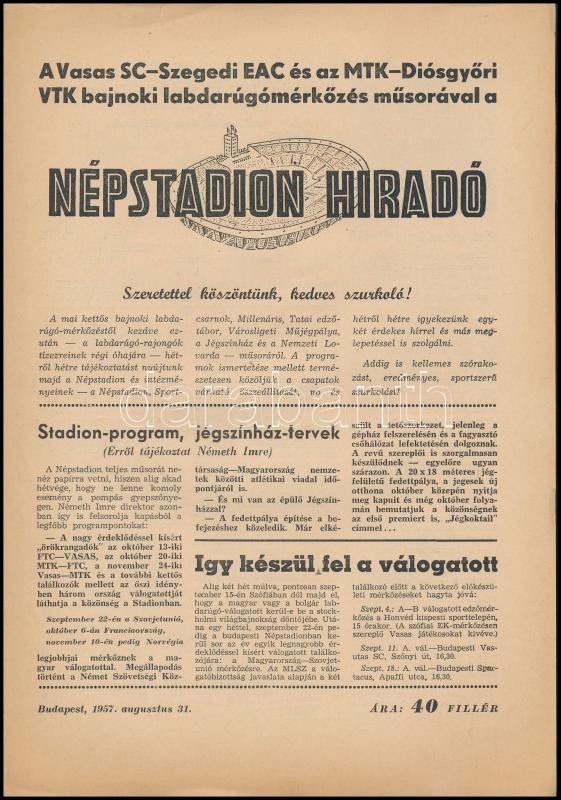 A Vasas SC–Szegedi EAC és az MTK–Diósgyőri
VTK bajnoki labdarúgómérkőzés műsorával a
NÉPSTADION HIRADÓ
Szeretettel köszöntünk, kedves szurkoló!
A mai kettős bajnoki labda-
rúgó-mérkőzéstől kezdve ez-
után — a labdarúgó-rajongók
tízezreinek régi óhajára — hét-
ről hétre tájékoztatást nyujtunk
majd a Népstadion és intézmé-
nyeinek — a Népstadion, Sport-
csarnok, Millenáris, Tatai edző-
tábor, Városligeti Műjégpálya,
a Jégszínház és a Nemzeti Lo-
varda — műsoráról. A progra-
mok ismertetése mellett termé-
szetesen közöljük a csapatok
várható összeállítását, no és
hétről hétre igyekezünk egy-
két érdekes hírrel és más meg-
lepetéssel is szolgálni.
Addig is kellemes szórako-
zást, eredményes, sportszerű
szurkolást!
Stadion-program, jégszínház-tervek
(Erről tájékoztat Németh Imre)
A Népstadion teljes műsorát ne-
néz papírra vetni, hiszen alig akad
hétvége, hogy ne lenne komoly
esemény a pompás gyepszőnye-
gen. Németh Imre direktor azon-
ban így is felsorolja kapásból a
legfőbb programpontokat:
— A nagy érdeklődéssel kísért
„örökrangadók" az október 13-iki
FTC—VASAS, az október 20-iki
MTK—FTC, a november 24-iki
Vasas—MTK és a további kettős
találkozók mellett az őszi idény-
ben három ország válogatottját
láthatja a közönség a Stadionban.
Szeptember 22-én a Szovjetunió,
október 6-án Franciaország,
november 10-én pedig Norvégia
legjobbjai mérkőznek a ma-
gyar válogatottal. Megállapodás
történt a Német Szövetségi Köz-
társaság—Magyarország nemze-
tek közötti atlétikai viadal idő-
pontjáról is.
— És mi van az épülő Jégszín-
házzal?
— A fedettpálya építése a be-
fejezéshez közeledik. Már elké-
szült a tetőszerkezet, jelenleg a
gépház felszerelésén és a fagyasztó
csőhálózat lefektetésén dolgoznak.
A revü szereplői is szorgalmasan
készülődnek — egyelőre ugyan
szárazon. A 20 x 18 méteres jég-
felületű fedettpálya, a jegesek új
otthona október közepén nyitja
meg kapuit és még október folya-
mán bemutatjuk a közönségnek
az első premiert is, „Jégkoktail"
címmel . . .
Igy készül fel a válogatott
Alig két hét múlva, pontosan szep-
tember 15-én Szófiában dől majd el,
hogy a magyar vagy a bolgár lab-
darúgó-válogatott kerül-e be a stock-
holmi világbajnokság döntőjébe. Utá-
na egy héttel, szeptember 22-én pe-
dig a budapesti Népstadionban ke-
rül sor az év egyik legnagyobb ér-
deklődéssel kísért válogatott találko-
zójára: a Magyarország—Szovjet-
unió mérkőzésre. Az MLSZ a válo-
gatóbizottság javaslata alapján a két
találkozó előtt a következő előkészü-
leti mérkőzéseket hagyta jóvá:
Szept. 4.: A—B válogatott edzőmér-
kőzés a Honvéd kispesti sporttelepén,
15 órakor. (A szófiai EK-mérkőzésen
szereplő Vasas játékosokat kivéve.)
Szept. 11. A. vál.—Budapesti Vasu-
tas SC, Szőnyi út, 16,30.
Szept. 18.: A. vál.—Budapesti Spar-
tacus, Apaffi utca, 16,30.
Budapest, 1957. augusztus 31.
ÁRA: 40 FILLÉR
darabanth